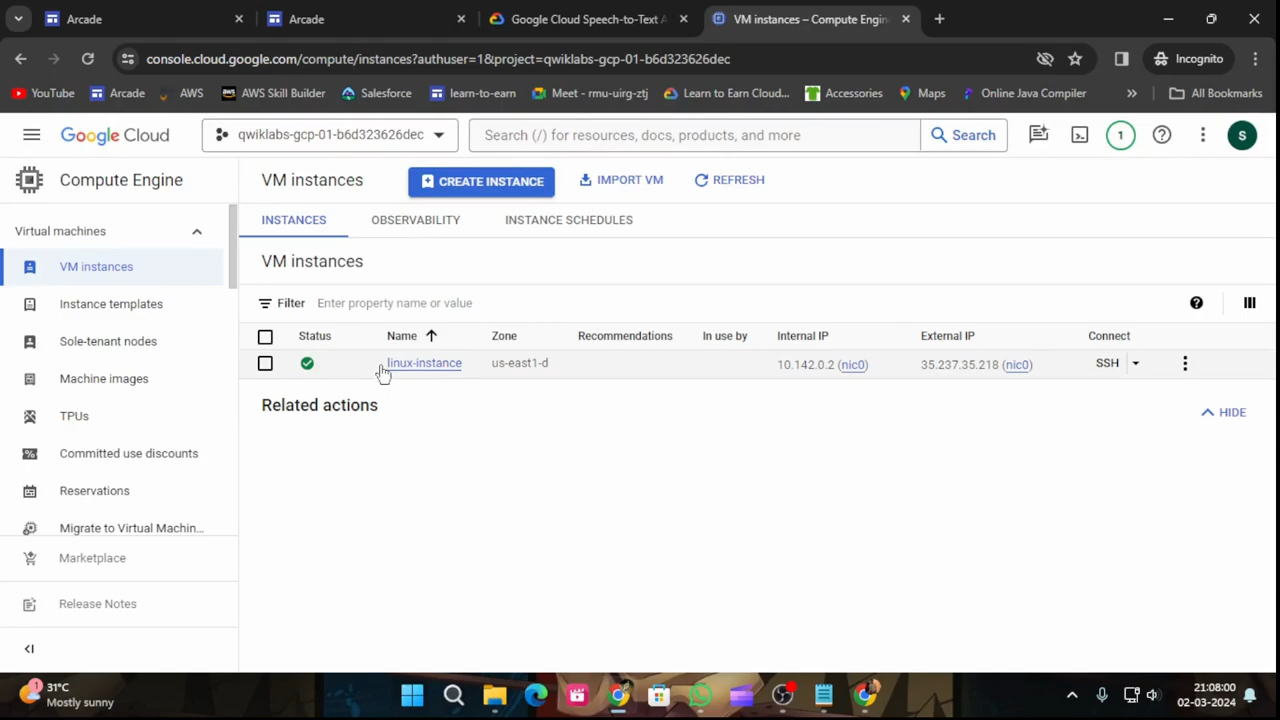 Arcade
Arcade
Google Cloud Speech-to-Text A
VM instances – Compute Engin
console.cloud.google.com/compute/instances?authuser=1&project=qwiklabs-gcp-01-b6d323626dec
Incognito
YouTube
Arcade
AWS
AWS Skill Builder
Salesforce
learn-to-earn
Meet - rmu-uirg-ztj
Learn to Earn Cloud...
Accessories
Maps
Online Java Compiler
All Bookmarks
Google Cloud
qwiklabs-gcp-01-b6d323626dec
Search (/) for resources, docs, products, and more
Search
1
S
Compute Engine
VM instances
CREATE INSTANCE
IMPORT VM
REFRESH
Virtual machines
VM instances
Instance templates
Sole-tenant nodes
Machine images
TPUs
Committed use discounts
Reservations
Migrate to Virtual Machin...
Marketplace
Release Notes
INSTANCES OBSERVABILITY INSTANCE SCHEDULES
VM instances
Filter Enter property name or value
Status Name Zone Recommendations In use by Internal IP External IP Connect
linux-instance us-east1-d 10.142.0.2 (nic0) 35.237.35.218 (nic0) SSH
Related actions
HIDE
1
31°C
Mostly sunny
21:08:00
02-03-2024